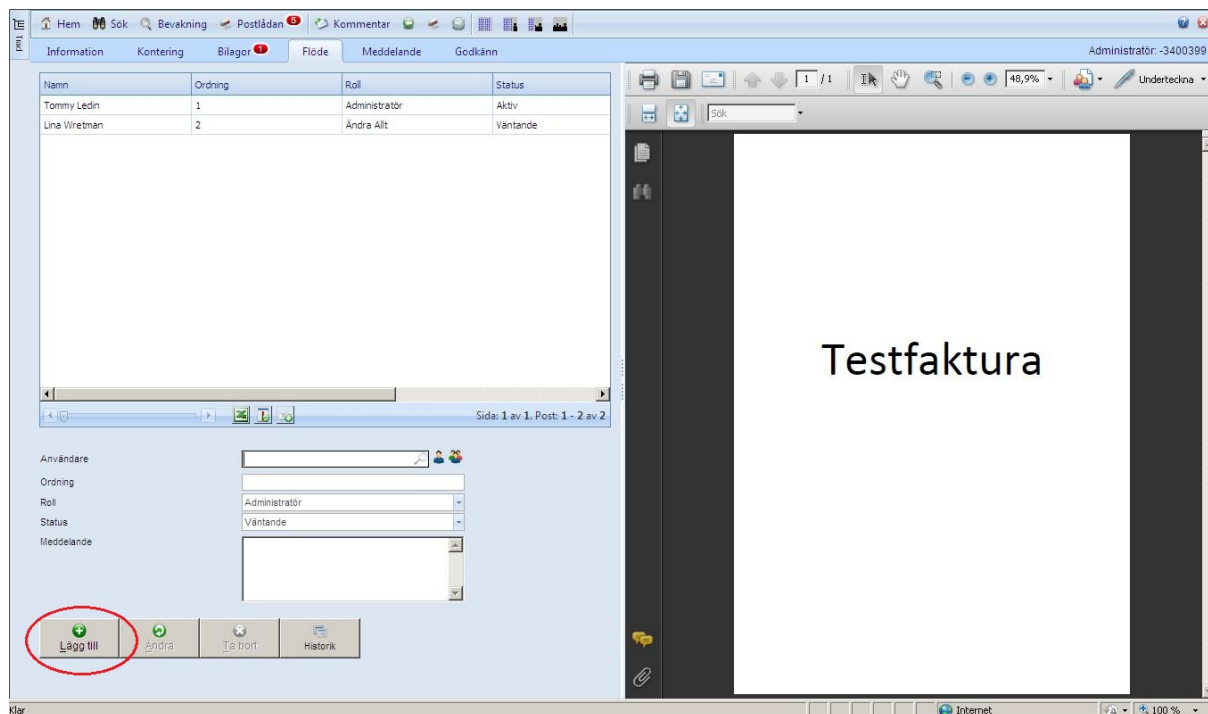 Hem Sök Bevakning Postlådan 5 Kommentar
Information Kontering Bilagor 1 Flöde Meddelande Godkänn
Administratör: -3400399
Namn Ordning Roll Status
Tommy Ledin 1 Administratör Aktiv
Lina Wretman 2 Ändra Allt Väntande
Sida: 1 av 1. Post: 1 - 2 av 2
Användare
Ordning
Roll Administratör
Status Väntande
Meddelande
Lägg till Ändra Ta bort Historik
1 / 1 48,9% Underteckna
Sök
Testfaktura
Klar Internet 100 %